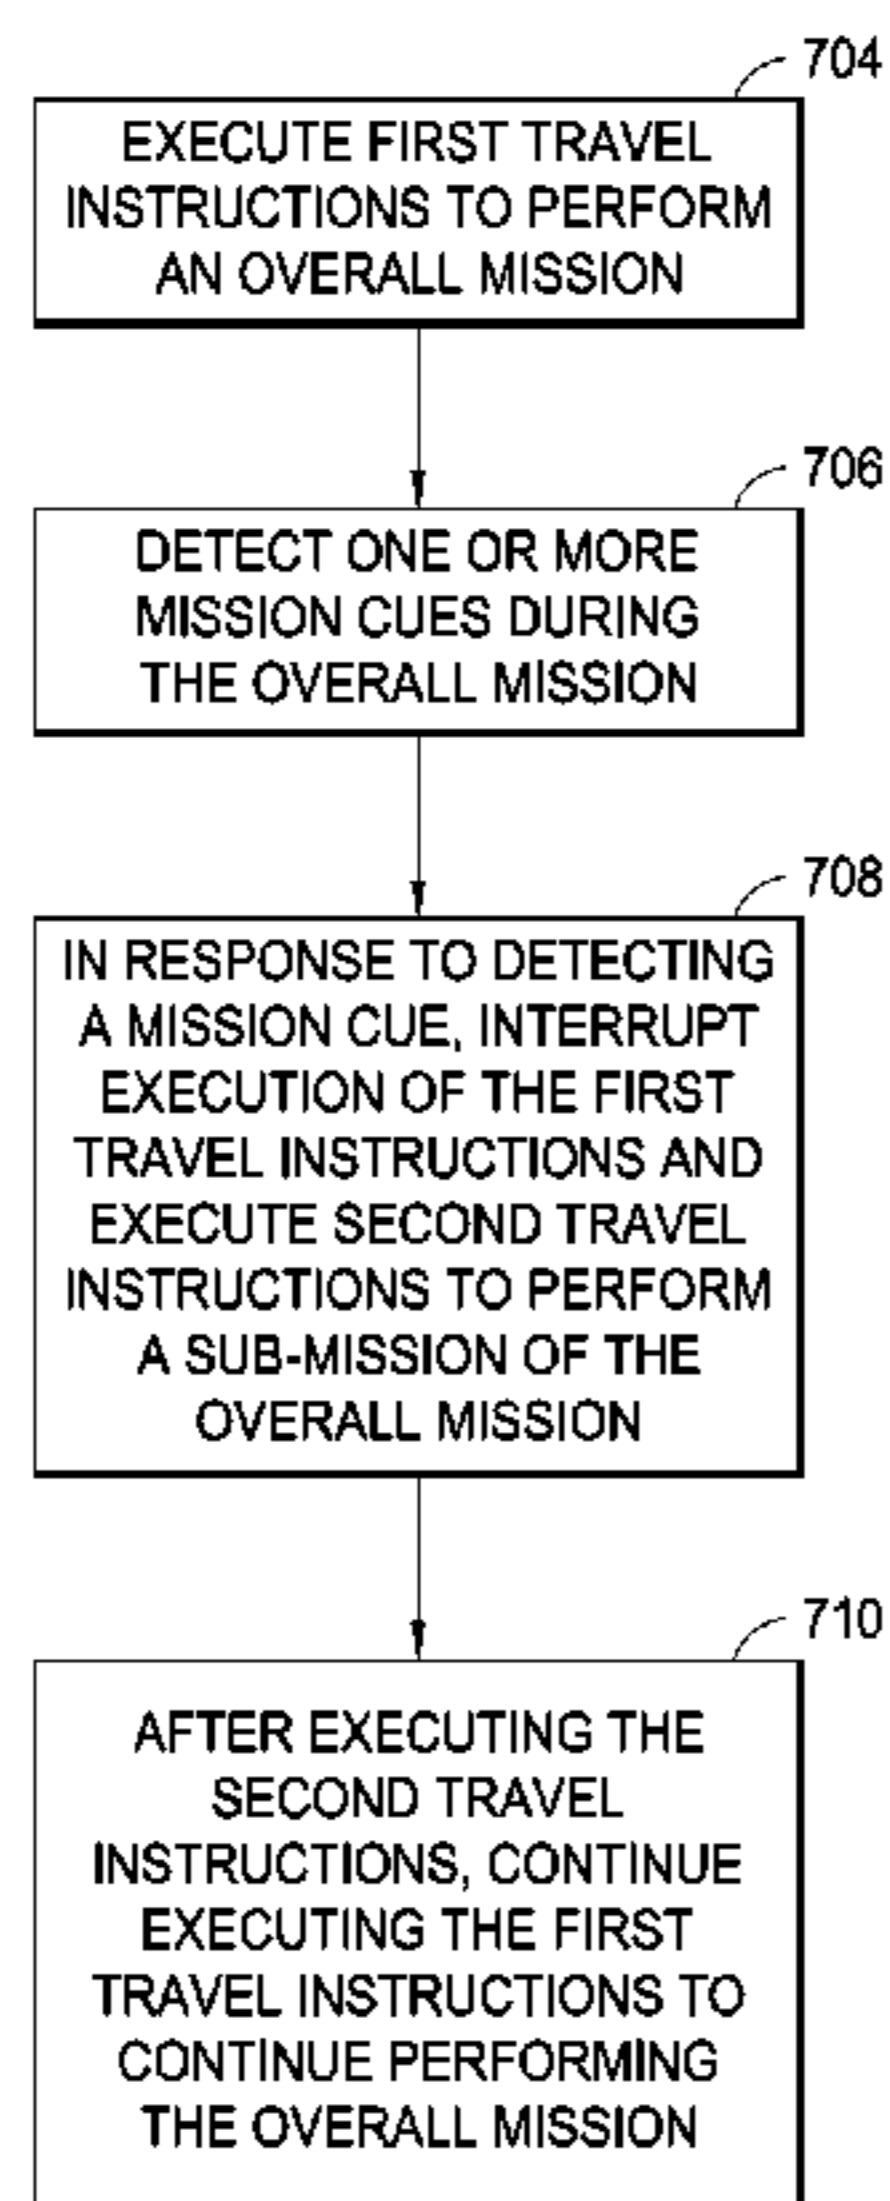 704
EXECUTE FIRST TRAVEL
INSTRUCTIONS TO PERFORM
AN OVERALL MISSION
706
DETECT ONE OR MORE
MISSION CUES DURING
THE OVERALL MISSION
708
IN RESPONSE TO DETECTING
A MISSION CUE, INTERRUPT
EXECUTION OF THE FIRST
TRAVEL INSTRUCTIONS AND
EXECUTE SECOND TRAVEL
INSTRUCTIONS TO PERFORM
A SUB-MISSION OF THE
OVERALL MISSION
710
AFTER EXECUTING THE
SECOND TRAVEL
INSTRUCTIONS, CONTINUE
EXECUTING THE FIRST
TRAVEL INSTRUCTIONS TO
CONTINUE PERFORMING
THE OVERALL MISSION